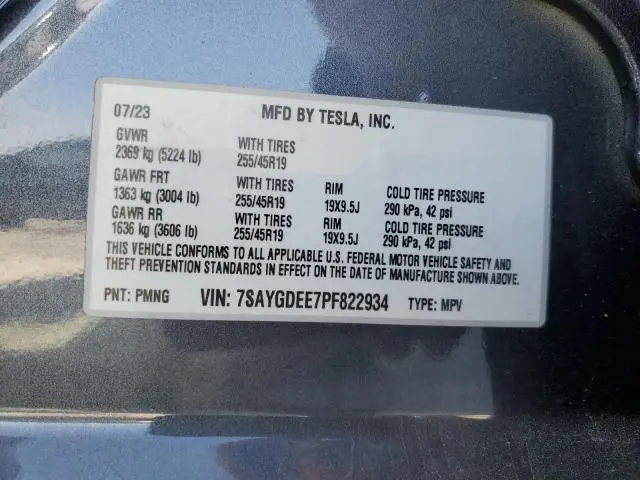 07/23 MFD BY TESLA, INC.
GVWR
2369 kg (5224 lb) WITH TIRES 255/45R19
GAWR FRT
1363 kg (3004 lb) WITH TIRES 255/45R19 RIM 19X9.5J COLD TIRE PRESSURE 290 kPa, 42 psi
GAWR RR
1636 kg (3606 lb) WITH TIRES 255/45R19 RIM 19X9.5J COLD TIRE PRESSURE 290 kPa, 42 psi
THIS VEHICLE CONFORMS TO ALL APPLICABLE U.S. FEDERAL MOTOR VEHICLE SAFETY AND
THEFT PREVENTION STANDARDS IN EFFECT ON THE DATE OF MANUFACTURE SHOWN ABOVE.
PNT: PMNG VIN: 7SAYGDEE7PF822934 TYPE: MPV